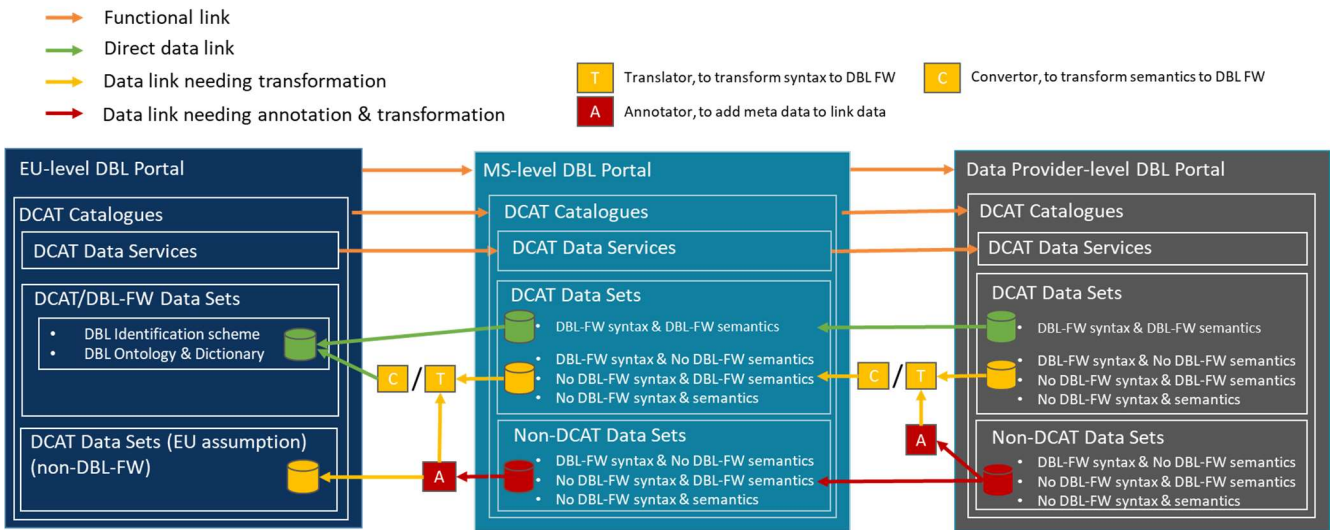 Functional link
Direct data link
Data link needing transformation
Data link needing annotation & transformation
T Translator, to transform syntax to DBL FW
C Convertor, to transform semantics to DBL FW
A Annotator, to add meta data to link data
EU-level DBL Portal
DCAT Catalogues
DCAT Data Services
DCAT/DBL-FW Data Sets
• DBL Identification scheme
• DBL Ontology & Dictionary
DCAT Data Sets (EU assumption)
(non-DBL-FW)
C / T
A
MS-level DBL Portal
DCAT Catalogues
DCAT Data Services
DCAT Data Sets
• DBL-FW syntax & DBL-FW semantics
• DBL-FW syntax & No DBL-FW semantics
• No DBL-FW syntax & DBL-FW semantics
• No DBL-FW syntax & semantics
Non-DCAT Data Sets
• DBL-FW syntax & No DBL-FW semantics
• No DBL-FW syntax & DBL-FW semantics
• No DBL-FW syntax & semantics
C / T
A
Data Provider-level DBL Portal
DCAT Catalogues
DCAT Data Services
DCAT Data Sets
• DBL-FW syntax & DBL-FW semantics
• DBL-FW syntax & No DBL-FW semantics
• No DBL-FW syntax & DBL-FW semantics
• No DBL-FW syntax & semantics
Non-DCAT Data Sets
• DBL-FW syntax & No DBL-FW semantics
• No DBL-FW syntax & DBL-FW semantics
• No DBL-FW syntax & semantics